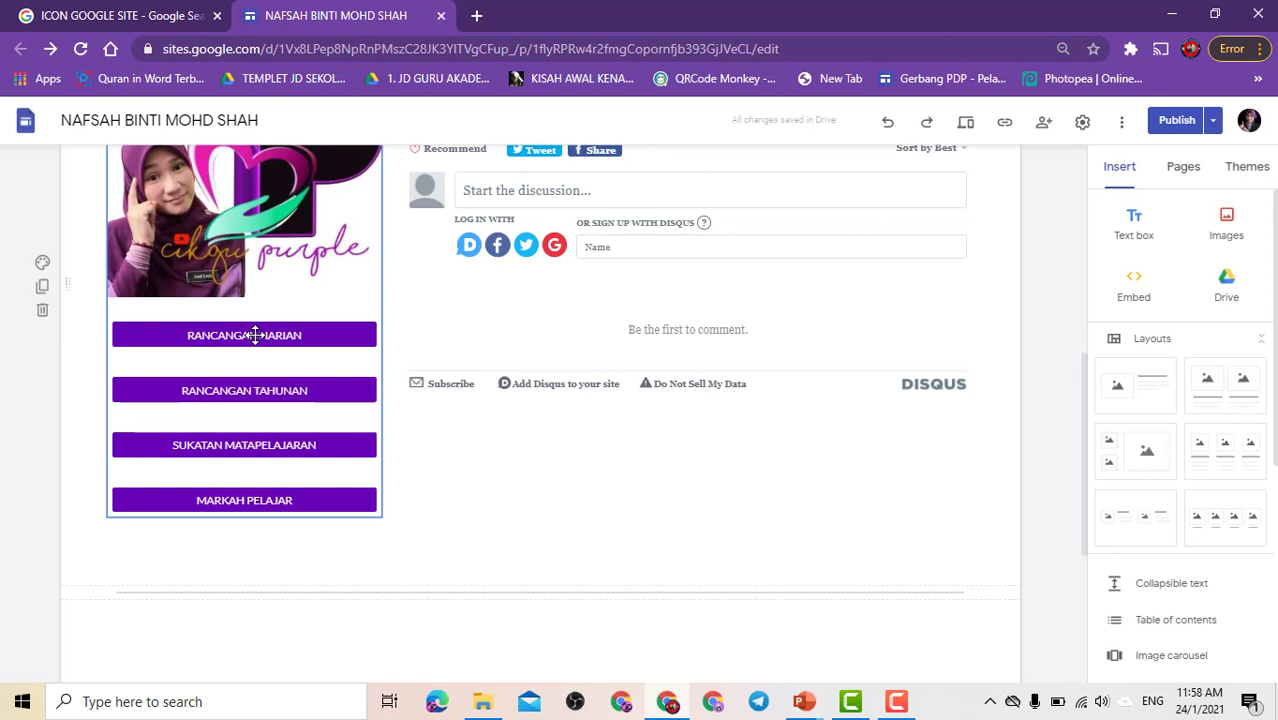 ICON GOOGLE SITE - Google Sea
NAFSAH BINTI MOHD SHAH
sites.google.com/d/1Vx8LPep8NpRnPMszC28JK3YITVgCFup_/p/1flyRPRw4r2fmgCopornfjb393GjJVeCL/edit
Error
Apps
Quran in Word Terb...
TEMPLET JD SEKOL...
1. JD GURU AKADE...
KISAH AWAL KENA...
QRCode Monkey -...
New Tab
Gerbang PDP - Pela...
Photopea | Online...
NAFSAH BINTI MOHD SHAH
All changes saved in Drive
Publish
Recommend
Tweet
Share
Sort by Best
Start the discussion...
LOG IN WITH
OR SIGN UP WITH DISQUS
Name
cikgu purple
NAFSAH
RANCANGAN HARIAN
RANCANGAN TAHUNAN
SUKATAN MATAPELAJARAN
MARKAH PELAJAR
Be the first to comment.
Subscribe
Add Disqus to your site
Do Not Sell My Data
DISQUS
Insert
Pages
Themes
Text box
Images
Embed
Drive
Layouts
Collapsible text
Table of contents
Image carousel
Type here to search
ENG
11:58 AM
24/1/2021